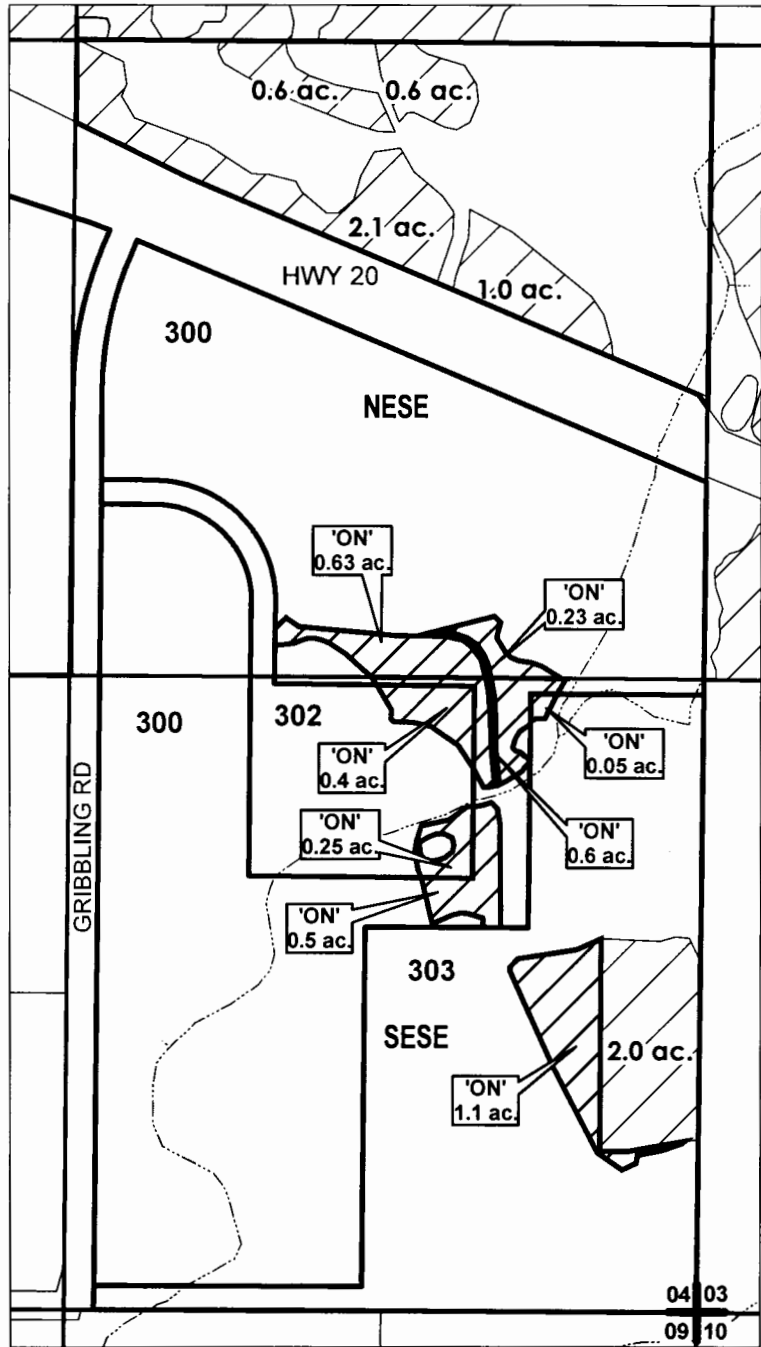 0.6 ac.
0.6 ac.
2.1 ac.
HWY 20
1.0 ac.
300
NESE
'ON'
0.63 ac.
'ON'
0.23 ac.
300
302
'ON'
0.4 ac.
'ON'
0.05 ac.
GRIBBLING RD
'ON'
0.25 ac.
'ON'
0.6 ac.
'ON'
0.5 ac.
303
SESE
2.0 ac.
'ON'
1.1 ac.
04 03
09 10